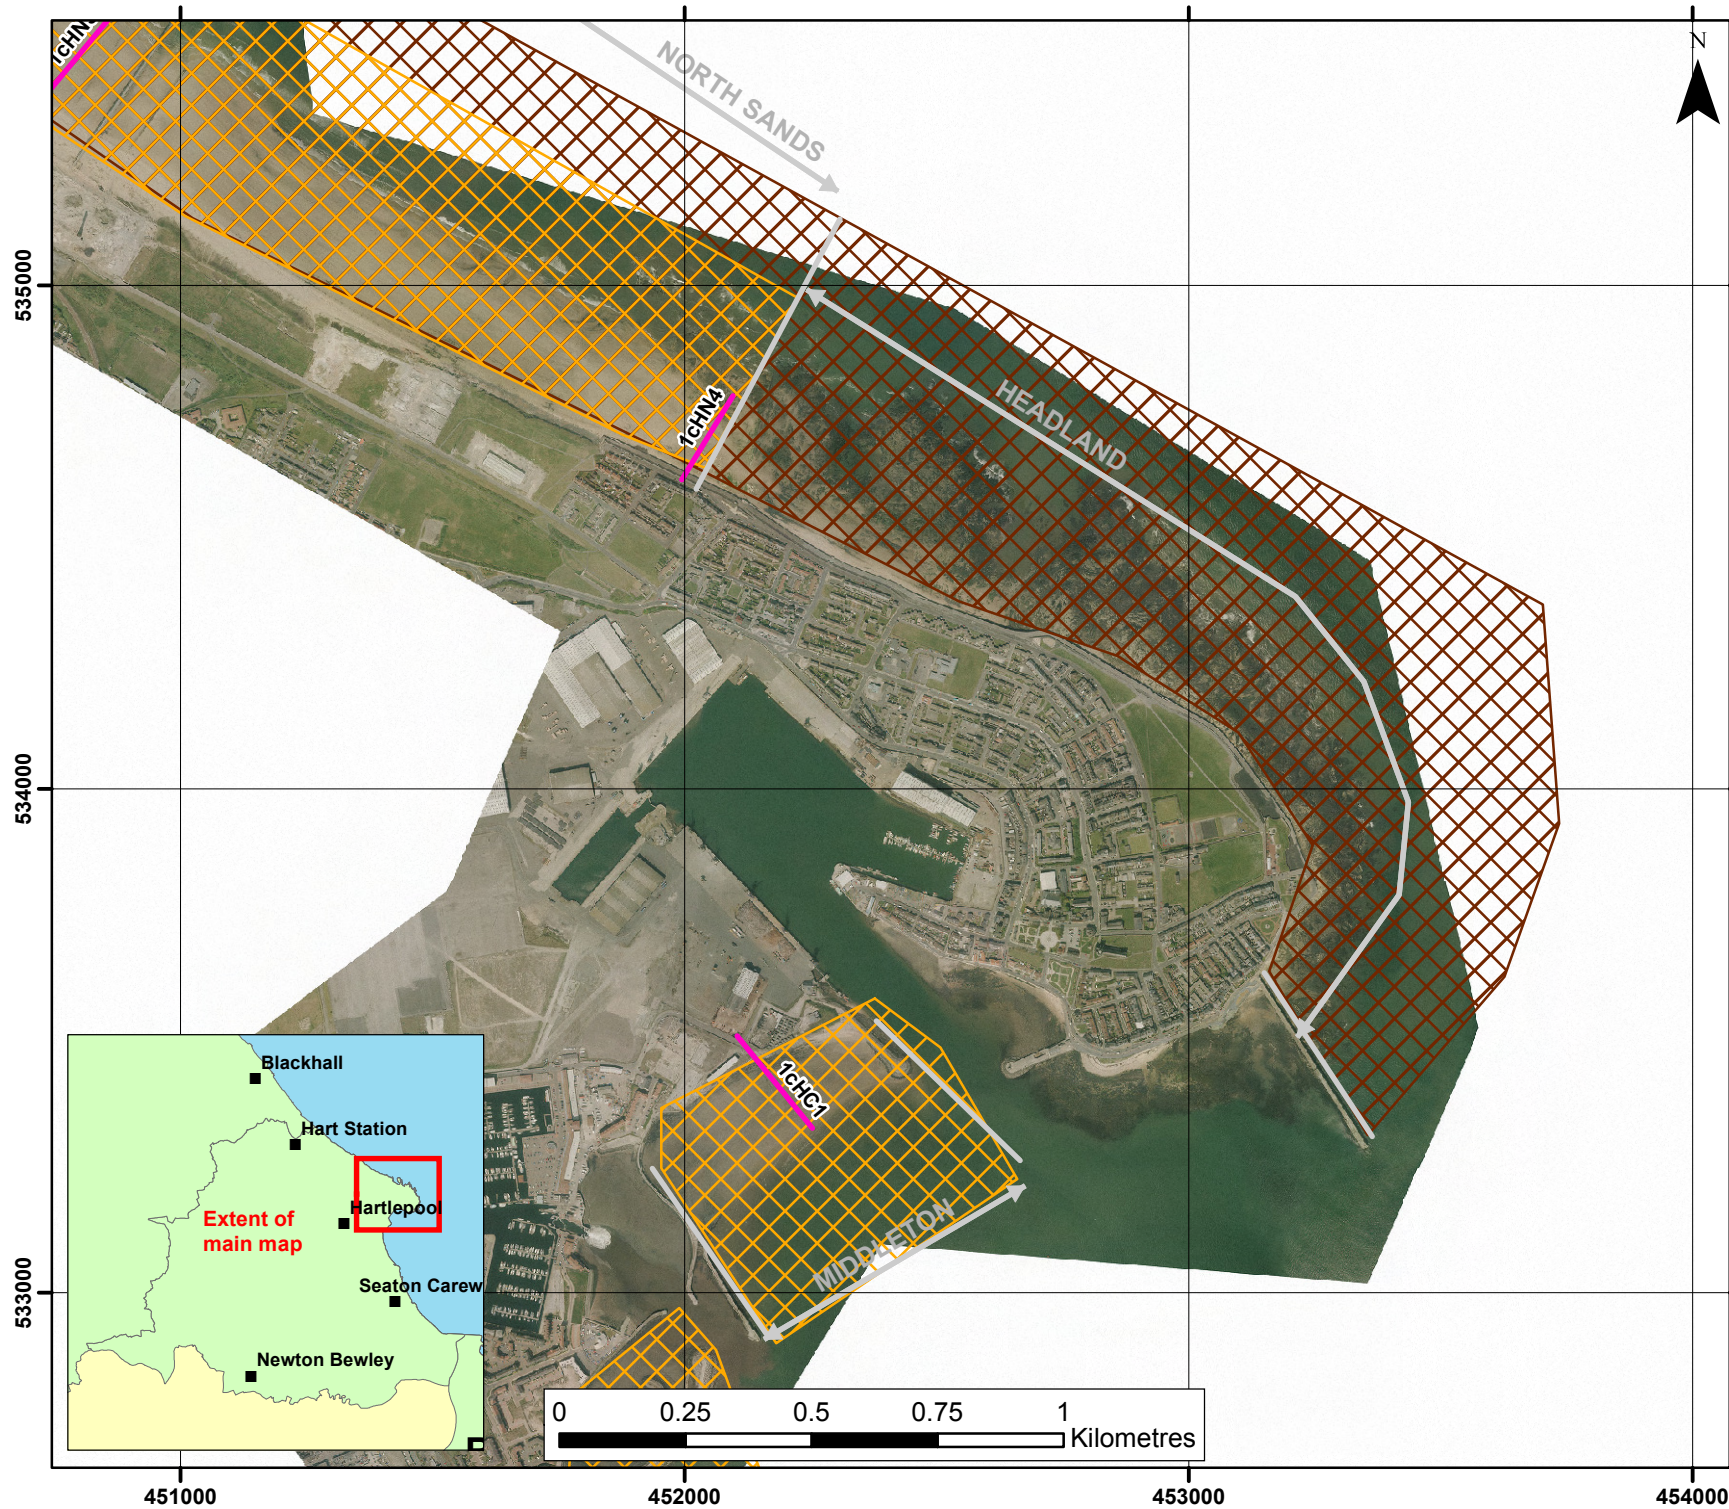 1cHN
N
NORTH SANDS
535000
HEADLAND
1cHN4
534000
1cHC1
MIDDLETON
533000
Blackhall
Hart Station
Hartlepool
Extent of
main map
Seaton Carew
Newton Bewley
0 0.25 0.5 0.75 1
Kilometres
451000 452000 453000 454000